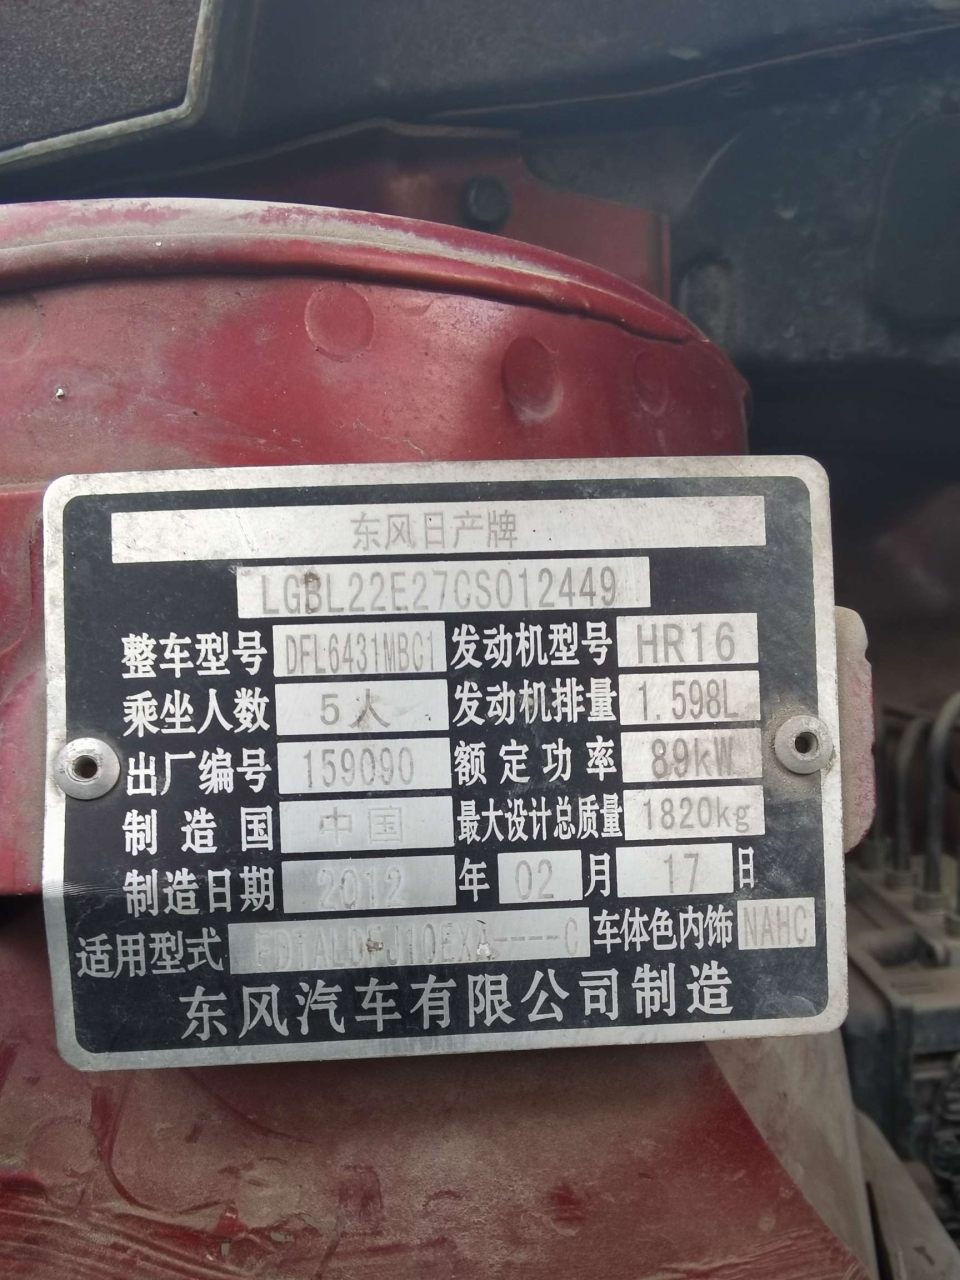 东风日产牌
LGBL22E27CS012449
整车型号 DFL6431MBC1 发动机型号 HR16
乘坐人数 5人 发动机排量 1.598L
出厂编号 159090 额定功率 89kW
制造国 中国 最大设计总质量 1820kg
制造日期 2012 年 02 月 17 日
适用型式 车体色内饰 NAHC
东风汽车有限公司制造